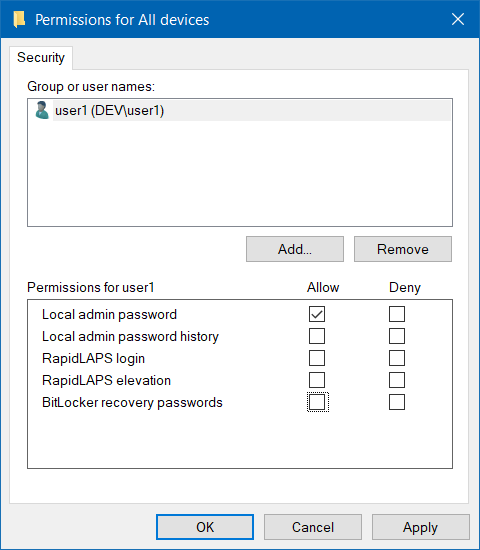 Permissions for All devices
Security
Group or user names:
user1 (DEV\user1)
Add...
Remove
Permissions for user1 Allow Deny
Local admin password
Local admin password history
RapidLAPS login
RapidLAPS elevation
BitLocker recovery passwords
OK
Cancel
Apply